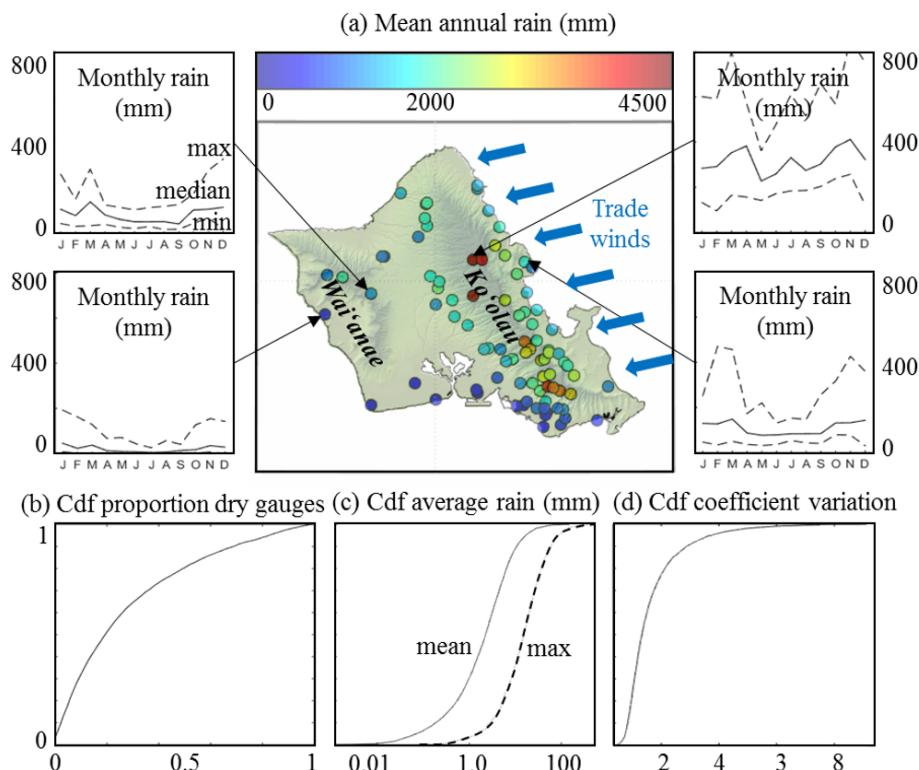 (a) Mean annual rain (mm)
800
400
0
Monthly rain
(mm)
max
median
min
J F M A M J J A S O N D
0
2000
4500
Monthly rain
(mm)
800
400
0
J F M A M J J A S O N D
Trade
winds
Wai‘anae
Ko‘olau
800
400
0
Monthly rain
(mm)
J F M A M J J A S O N D
Monthly rain
(mm)
800
400
0
J F M A M J J A S O N D
(b) Cdf proportion dry gauges
(c) Cdf average rain (mm)
(d) Cdf coefficient variation
1
0
0
0.5
1
mean
max
0.01
1.0
100
2
4
3
8